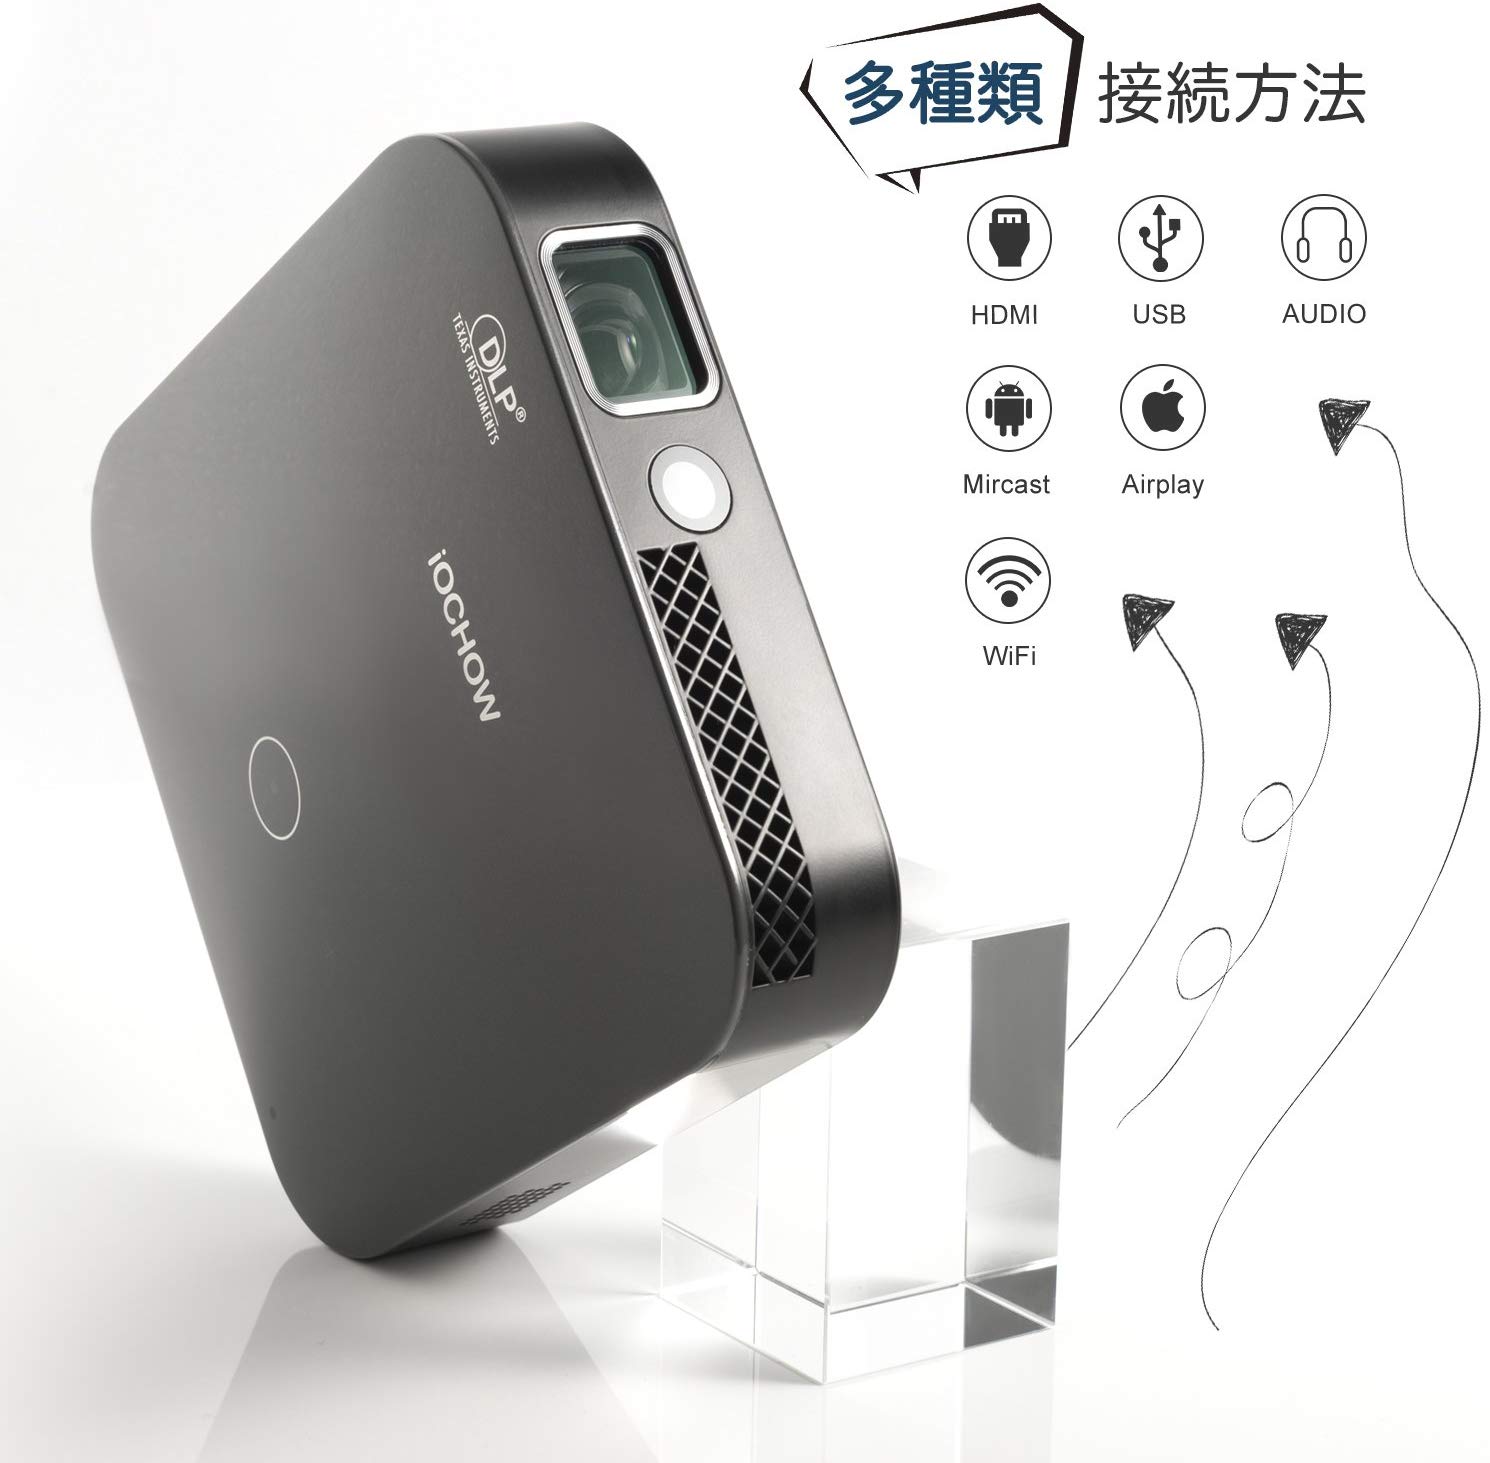 多種類 接続方法
HDMI USB AUDIO
Mircast Airplay
WiFi
DLP®
TEXAS INSTRUMENTS
iOCHOW